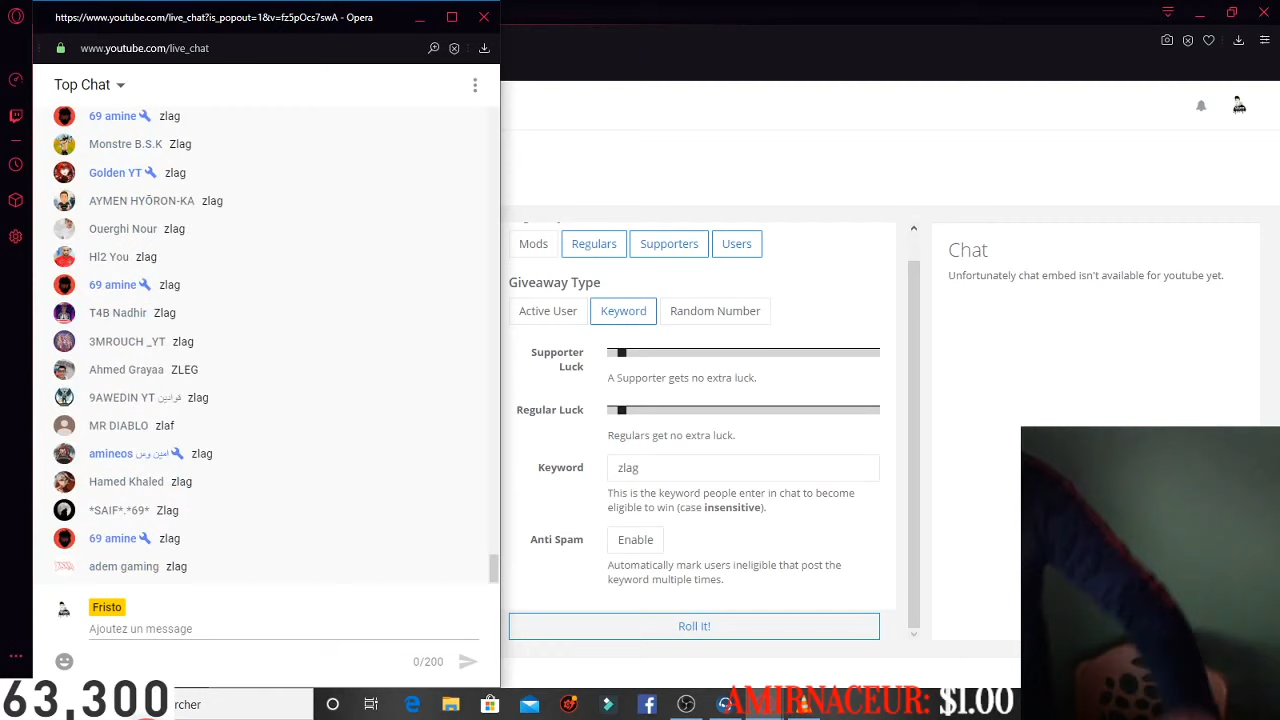 https://www.youtube.com/live_chat?is_popout=1&v=fz5pOcs7swA - Opera
www.youtube.com/live_chat
Top Chat
69 amine zlag
Monstre B.S.K Zlag
Golden YT zlag
AYMEN HYŌRON-KA zlag
Ouerghi Nour zlag
Hl2 You zlag
69 amine zlag
T4B Nadhir Zlag
3MROUCH _YT zlag
Ahmed Grayaa ZLEG
9AWEDIN YT قوادين zlag
MR DIABLO zlaf
amineos امين وس zlag
Hamed Khaled zlag
*SAIF*.*69* Zlag
69 amine zlag
adem gaming zlag
Fristo
Ajoutez un message
0/200
Mods Regulars Supporters Users
Giveaway Type
Active User Keyword Random Number
Supporter Luck
A Supporter gets no extra luck.
Regular Luck
Regulars get no extra luck.
Keyword zlag
This is the keyword people enter in chat to become
eligible to win (case insensitive).
Anti Spam Enable
Automatically mark users ineligible that post the
keyword multiple times.
Roll It!
Chat
Unfortunately chat embed isn't available for youtube yet.
63,300
rcher
AMIRNACEUR: $1.00